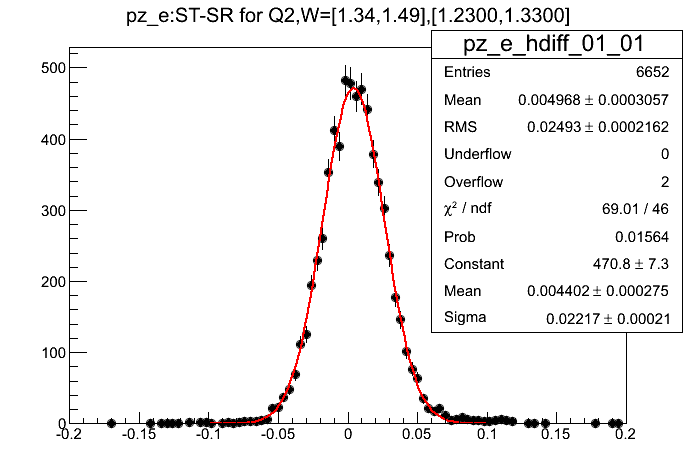 pz_e:ST-SR for Q2,W=[1.34,1.49],[1.2300,1.3300]
pz_e_hdiff_01_01
Entries 6652
Mean 0.004968 ± 0.0003057
RMS 0.02493 ± 0.0002162
Underflow 0
Overflow 2
χ² / ndf 69.01 / 46
Prob 0.01564
Constant 470.8 ± 7.3
Mean 0.004402 ± 0.000275
Sigma 0.02217 ± 0.00021
500
400
300
200
100
0
-0.2 -0.15 -0.1 -0.05 0 0.05 0.1 0.15 0.2